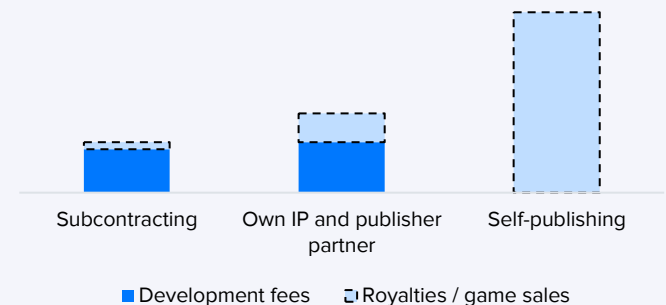 Subcontracting
Own IP and publisher
partner
Self-publishing
Development fees
Royalties / game sales